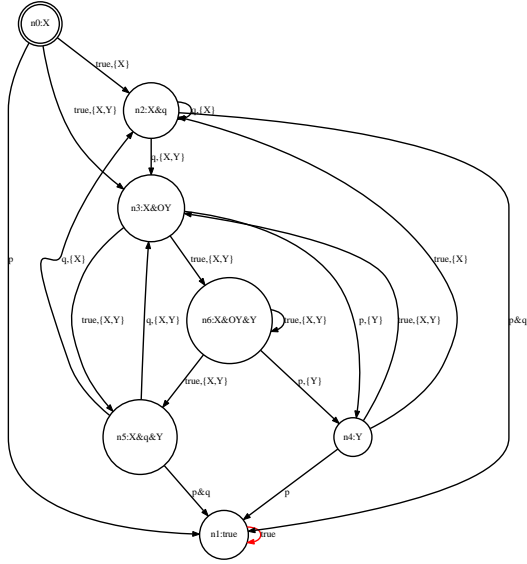 n0:X
true,{X}
true,{X,Y}
n2:X&q
q,{X}
q,{X,Y}
n3:X&OY
p
q,{X}
true,{X}
true,{X,Y}
true,{X,Y}
q,{X,Y}
n6:X&OY&Y
true,{X,Y}
p,{Y}
true,{X,Y}
p&q
true,{X,Y}
p,{Y}
n5:X&q&Y
n4:Y
p&q
p
n1:true
true